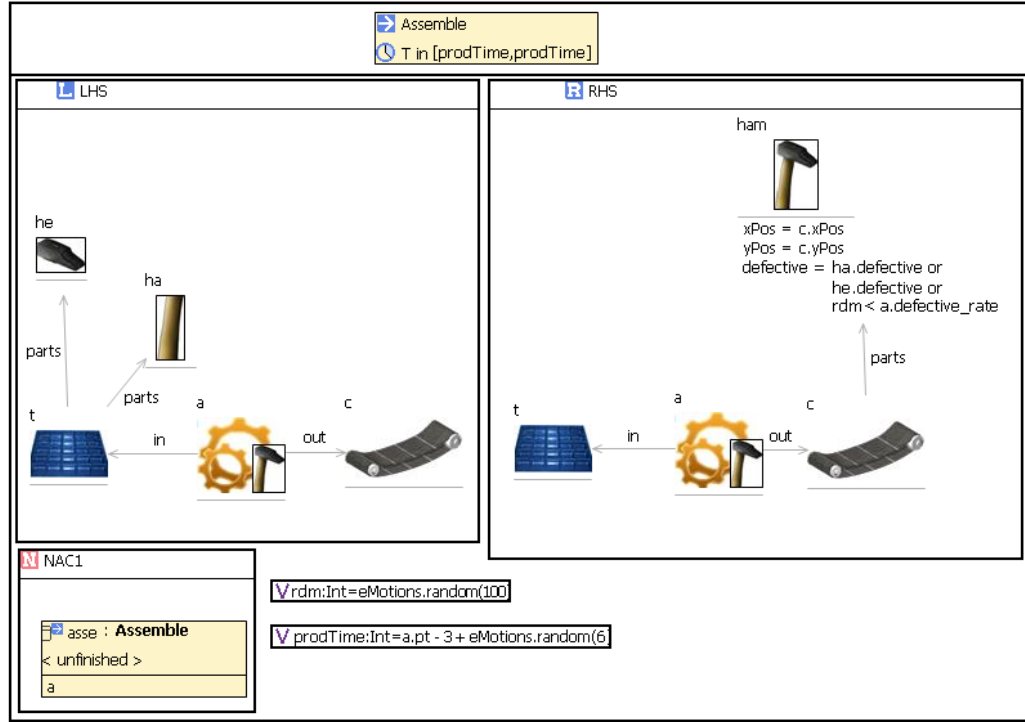 Assemble
T in [prodTime,prodTime]
L LHS
he
ha
parts
parts
t
a
c
in
out
R RHS
ham
xPos = c.xPos
yPos = c.yPos
defective = ha.defective or
he.defective or
rdm < a.defective_rate
parts
t
a
c
in
out
N NAC1
asse : Assemble
< unfinished >
a
V rdm:Int=eMotions.random(100)
V prodTime:Int=a.pt - 3 + eMotions.random(6)